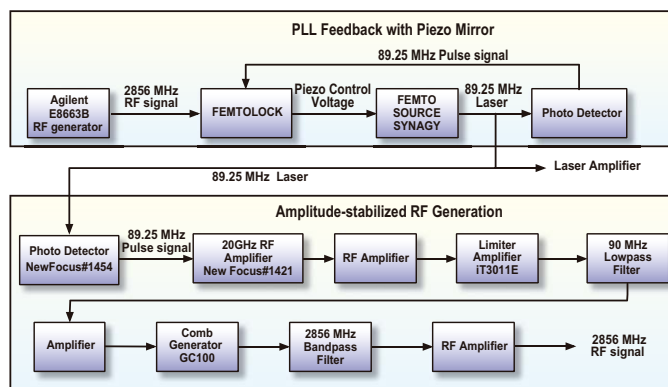 PLL Feedback with Piezo Mirror
89.25 MHz Pulse signal
Agilent
E8663B
RF generator
2856 MHz
RF signal
FEMTOLOCK
Piezo Control
Voltage
FEMTO
SOURCE
SYNAGY
89.25 MHz
Laser
Photo Detector
Laser Amplifier
89.25 MHz Laser
Amplitude-stabilized RF Generation
Photo Detector
NewFocus#1454
89.25 MHz
Pulse signal
20GHz RF
Amplifier
New Focus#1421
RF Amplifier
Limiter
Amplifier
iT3011E
90 MHz
Lowpass
Filter
Amplifier
Comb
Generator
GC100
2856 MHz
Bandpass
Filter
RF Amplifier
2856 MHz
RF signal